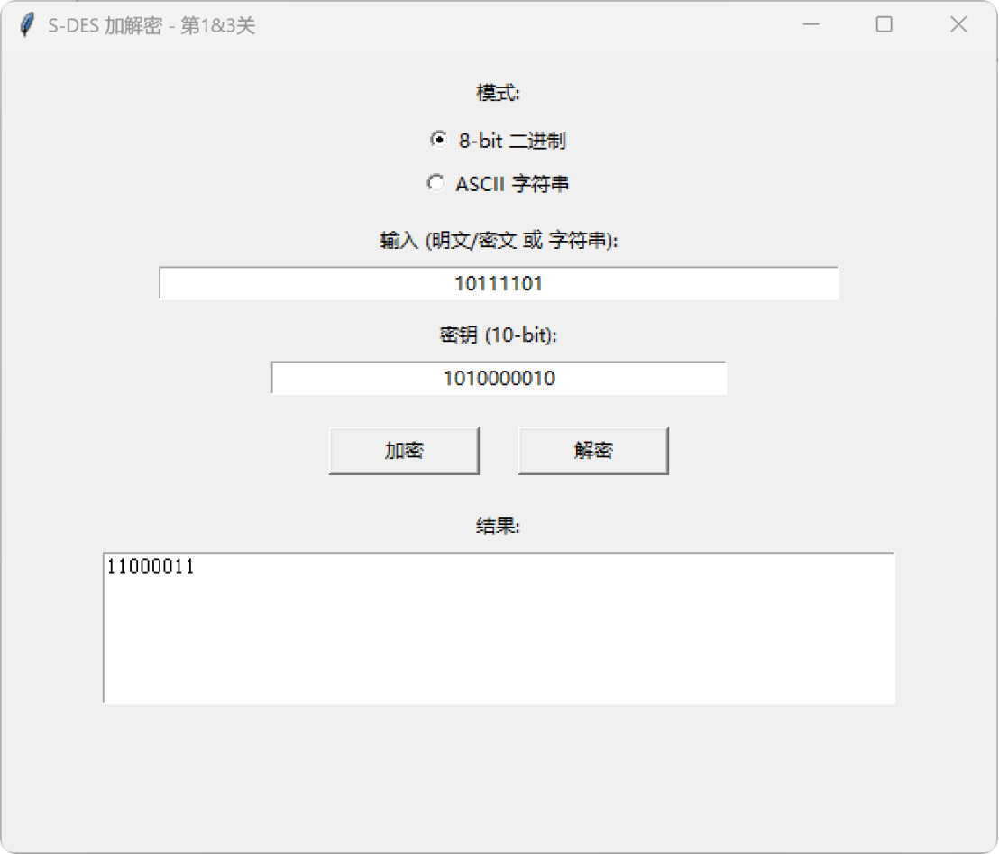 S-DES 加解密 - 第1&3关
模式:
8-bit 二进制
ASCII 字符串
输入 (明文/密文 或 字符串):
10111101
密钥 (10-bit):
1010000010
加密 解密
结果:
11000011